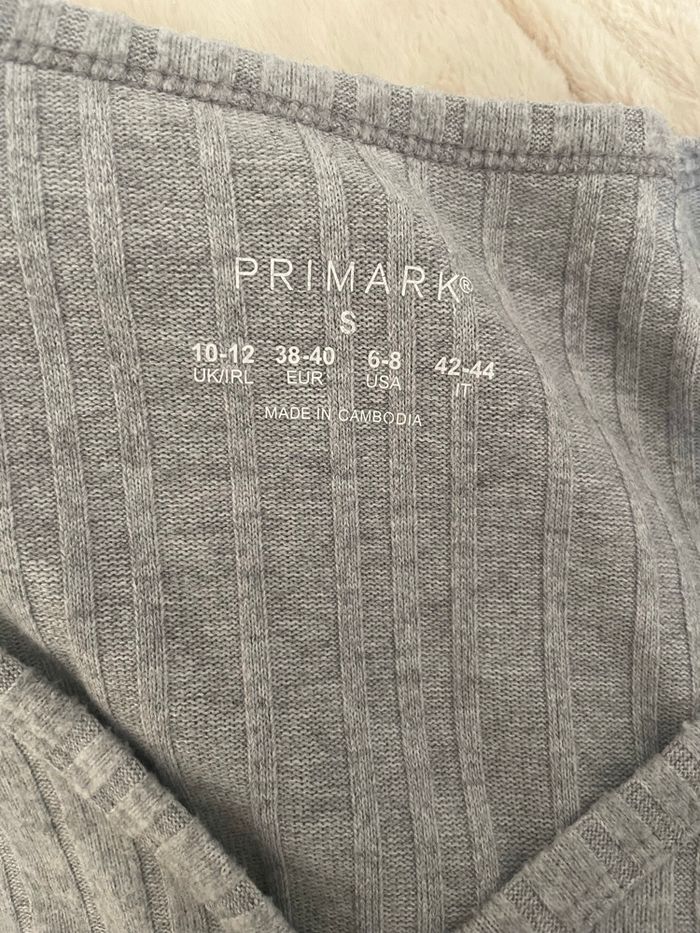 PRIMARK®
S
10-12 38-40 6-8 42-44
UK/IRL EUR USA IT
MADE IN CAMBODIA